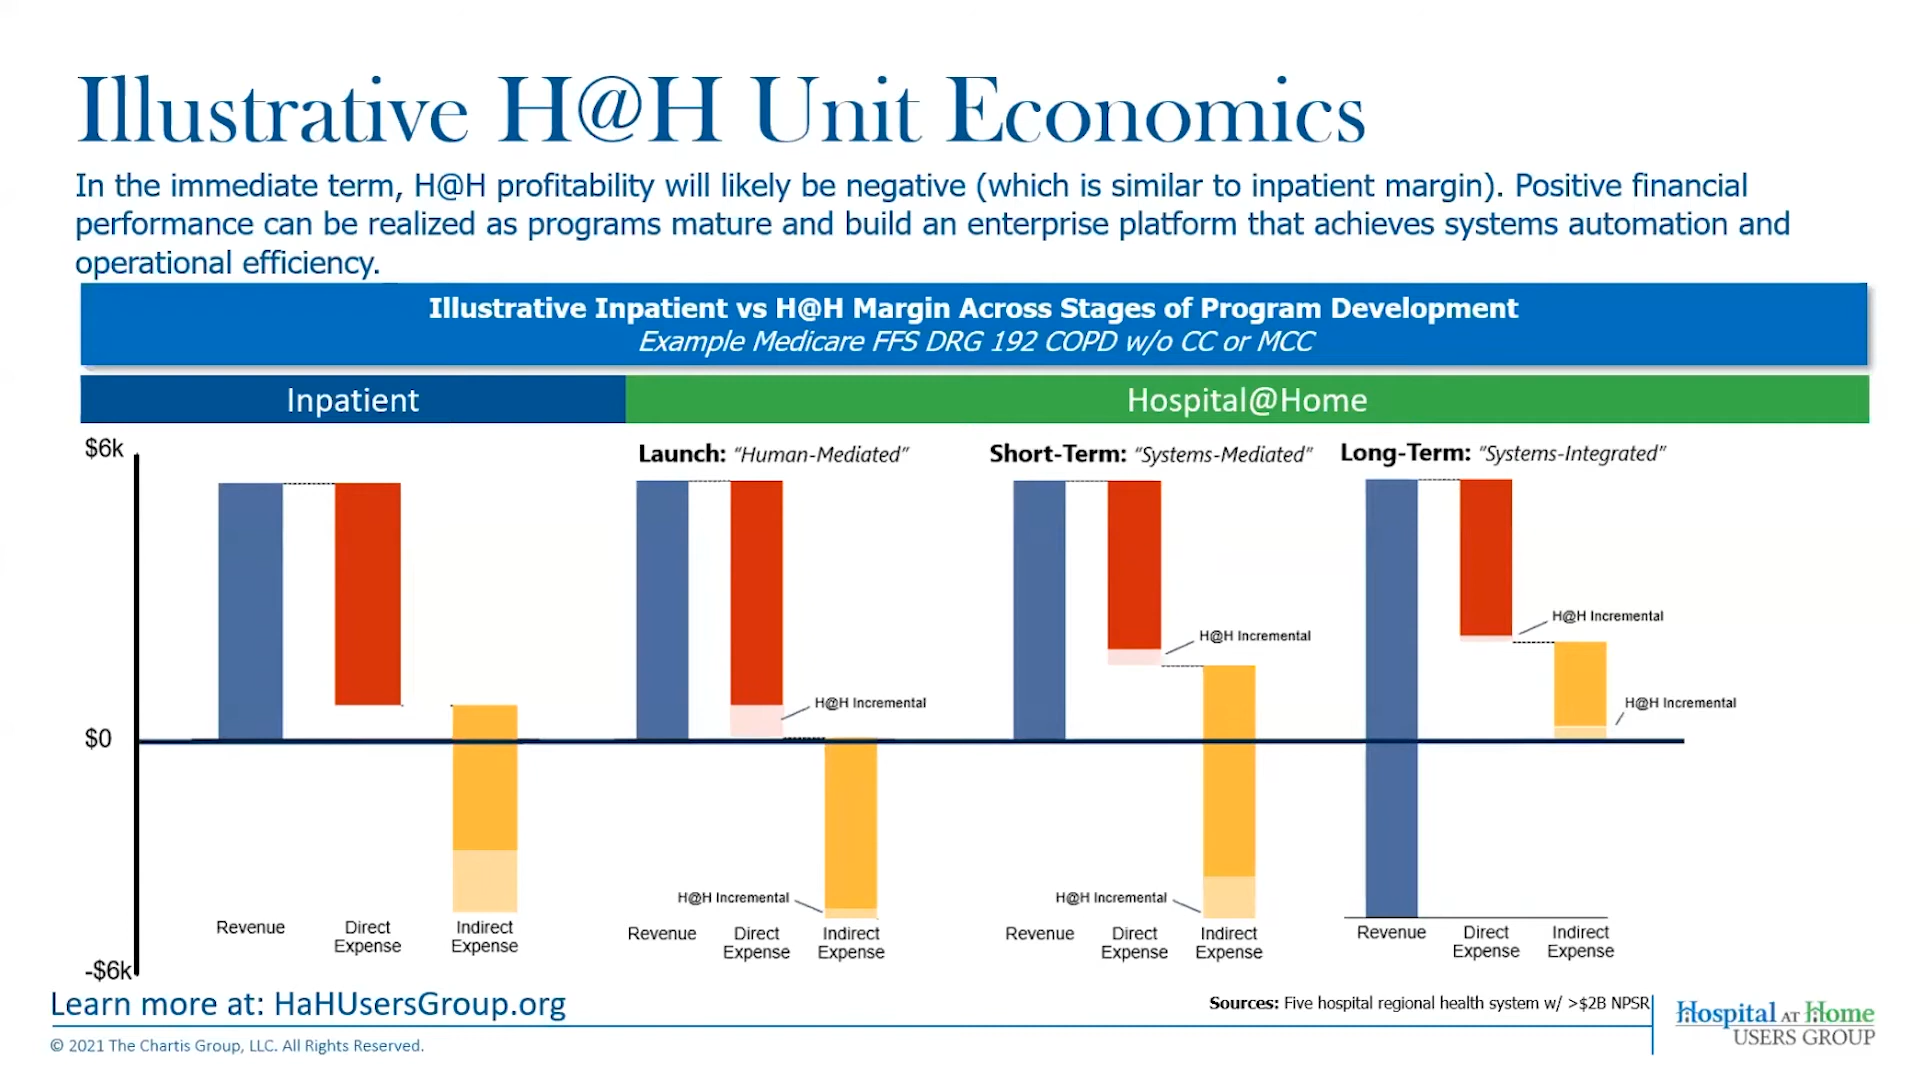 Illustrative H@H Unit Economics
In the immediate term, H@H profitability will likely be negative (which is similar to inpatient margin). Positive financial
performance can be realized as programs mature and build an enterprise platform that achieves systems automation and
operational efficiency.
Illustrative Inpatient vs H@H Margin Across Stages of Program Development
Example Medicare FFS DRG 192 COPD w/o CC or MCC
Inpatient
Hospital@Home
$6k
Launch: "Human-Mediated"
Short-Term: "Systems-Mediated"
Long-Term: "Systems-Integrated"
H@H Incremental
H@H Incremental
H@H Incremental
H@H Incremental
$0
H@H Incremental
H@H Incremental
Revenue
Direct
Expense
Indirect
Expense
Revenue
Direct
Expense
Indirect
Expense
Revenue
Direct
Expense
Indirect
Expense
Revenue
Direct
Expense
Indirect
Expense
-$6k
Learn more at: HaHUsersGroup.org
Sources: Five hospital regional health system w/ >$2B NPSR
Hospital AT Home
USERS GROUP
© 2021 The Chartis Group, LLC. All Rights Reserved.